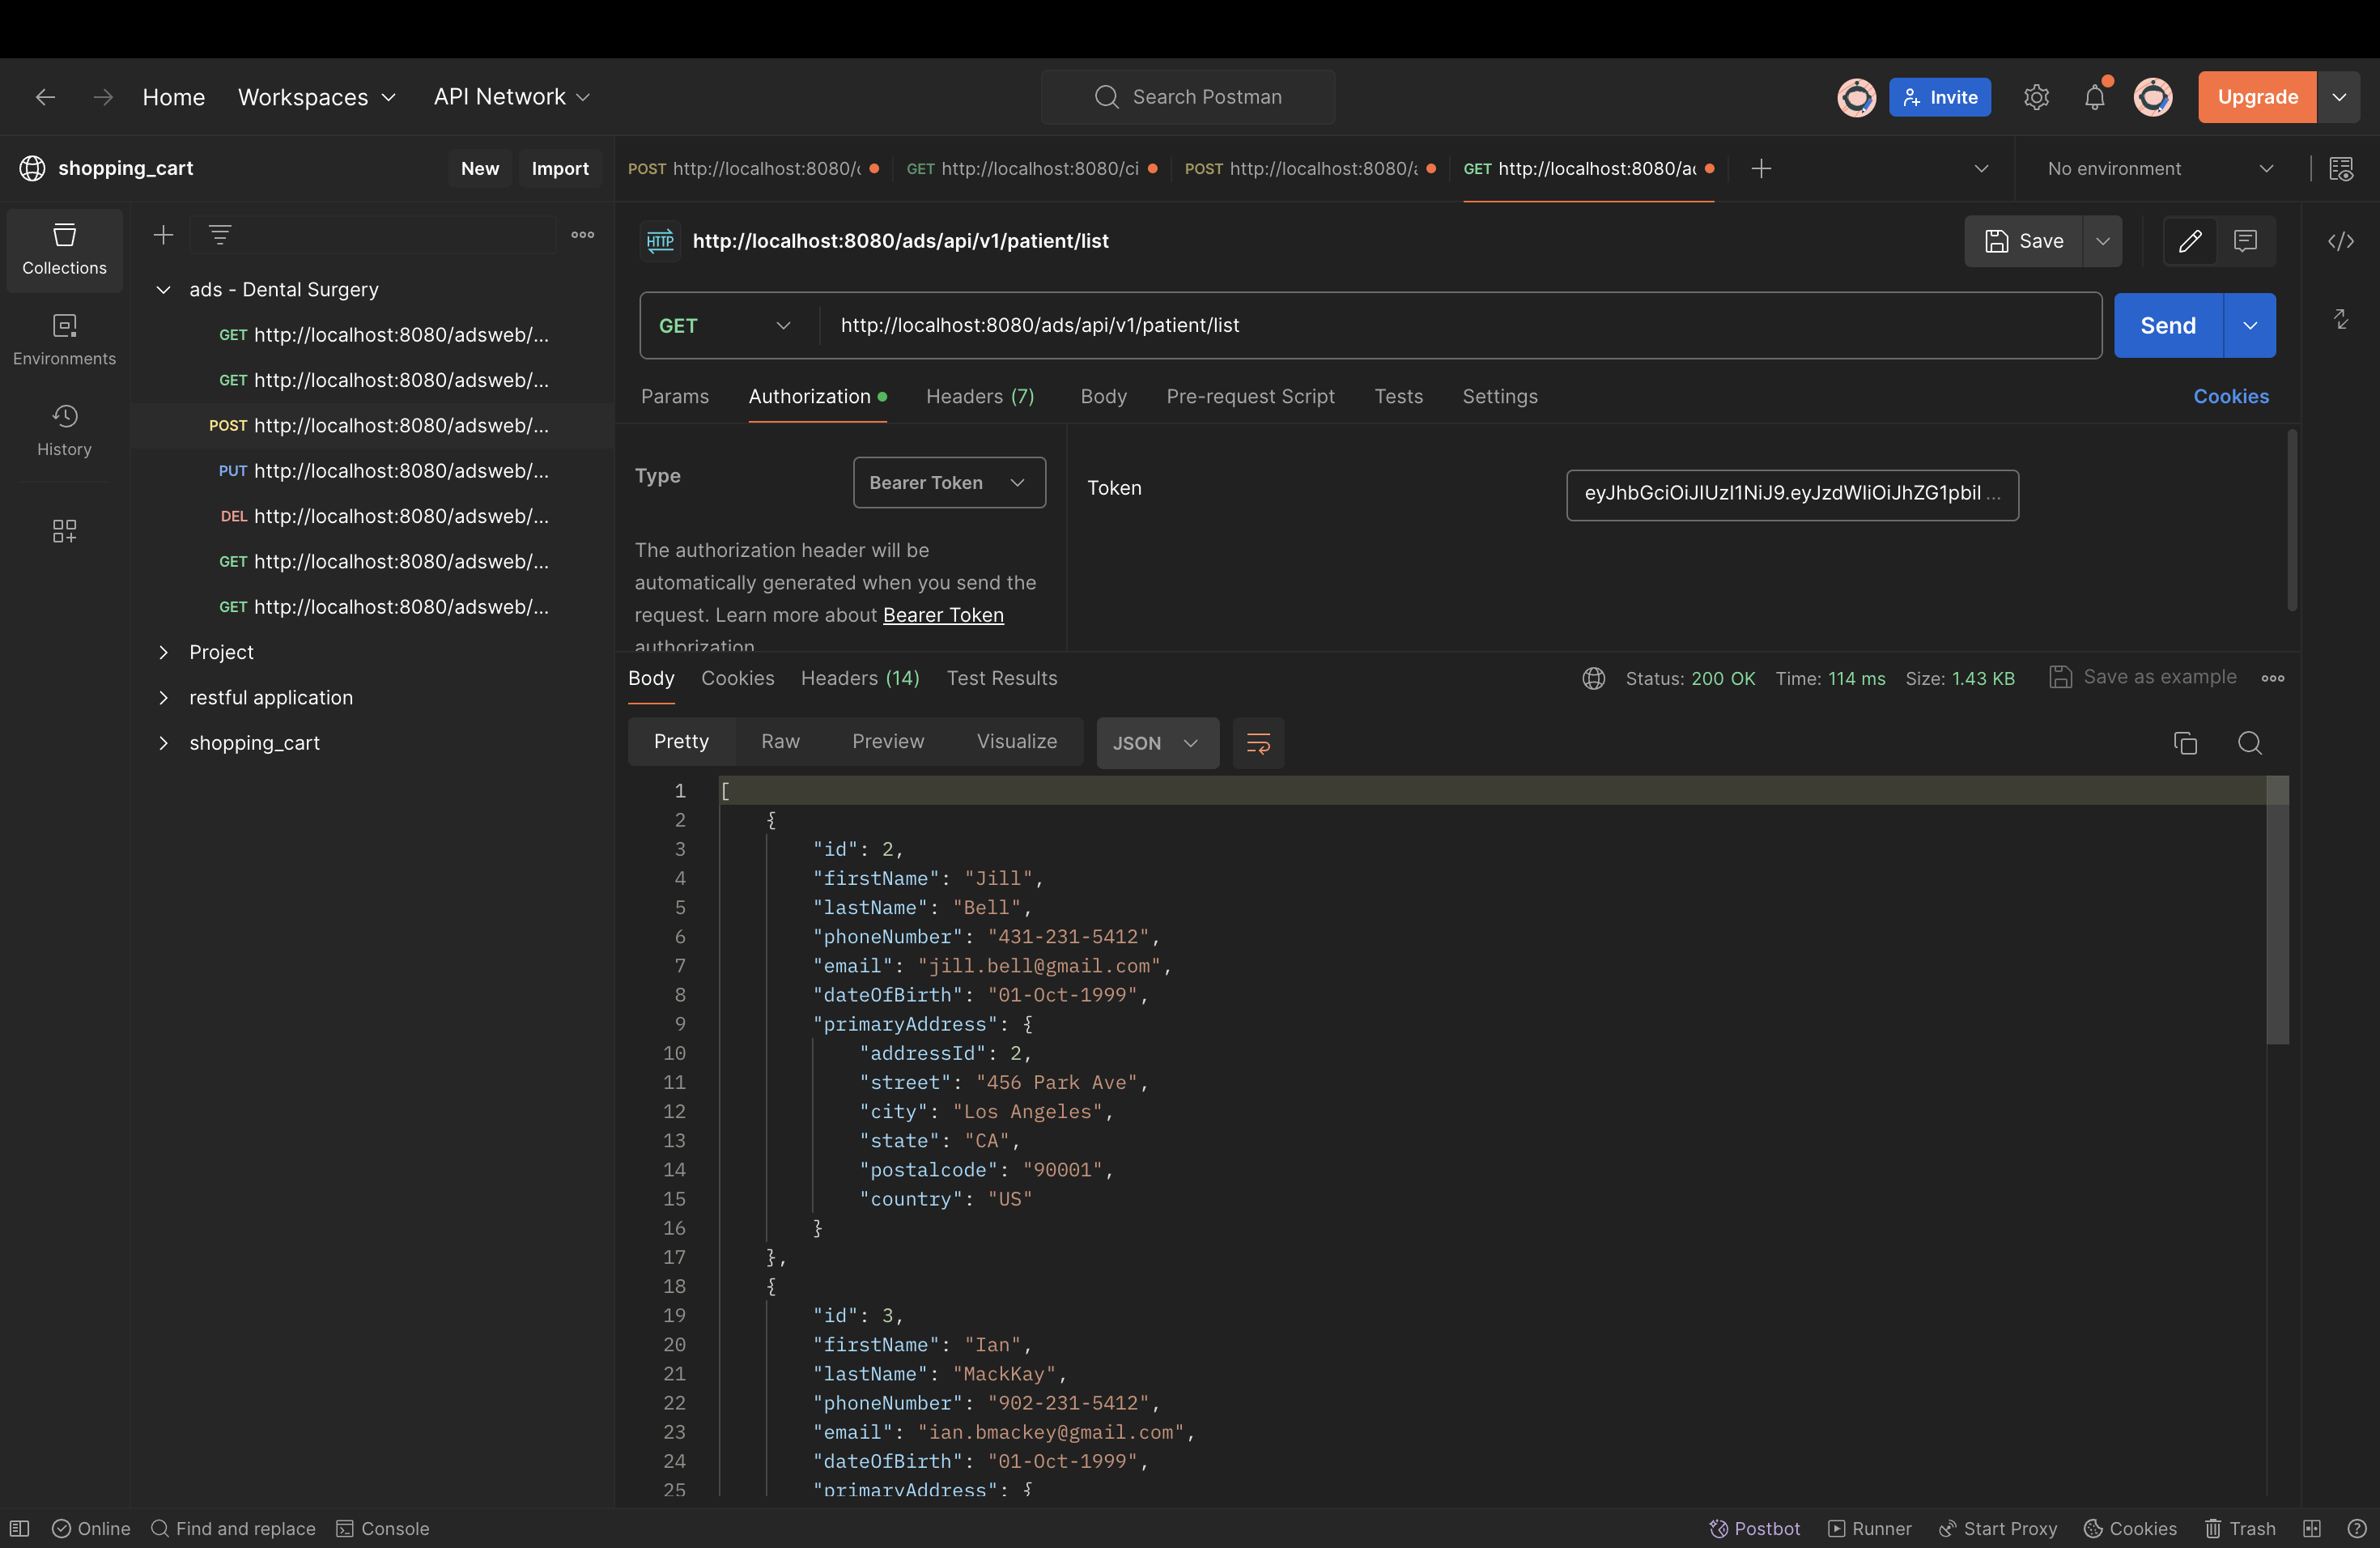 Home Workspaces API Network Search Postman Invite Upgrade
shopping_cart New Import
POST http://localhost:8080/ GET http://localhost:8080/ci POST http://localhost:8080/ GET http://localhost:8080/ No environment
Collections
Environments
History
ads - Dental Surgery
GET http://localhost:8080/adsweb/...
GET http://localhost:8080/adsweb/...
POST http://localhost:8080/adsweb/...
PUT http://localhost:8080/adsweb/...
DEL http://localhost:8080/adsweb/...
GET http://localhost:8080/adsweb/...
GET http://localhost:8080/adsweb/...
Project
restful application
shopping_cart
HTTP http://localhost:8080/ads/api/v1/patient/list Save
GET http://localhost:8080/ads/api/v1/patient/list Send
Params Authorization Headers (7) Body Pre-request Script Tests Settings Cookies
Type Bearer Token
The authorization header will be
automatically generated when you send the
request. Learn more about Bearer Token
authorization
Token eyJhbGciOiJIUzI1NiJ9.eyJzdWIiOiJhZG1pbiI ...
Body Cookies Headers (14) Test Results Status: 200 OK Time: 114 ms Size: 1.43 KB Save as example
Pretty Raw Preview Visualize JSON
1 [
2 {
3 "id": 2,
4 "firstName": "Jill",
5 "lastName": "Bell",
6 "phoneNumber": "431-231-5412",
7 "email": "jill.bell@gmail.com",
8 "dateOfBirth": "01-Oct-1999",
9 "primaryAddress": {
10 "addressId": 2,
11 "street": "456 Park Ave",
12 "city": "Los Angeles",
13 "state": "CA",
14 "postalcode": "90001",
15 "country": "US"
16 }
17 },
18 {
19 "id": 3,
20 "firstName": "Ian",
21 "lastName": "MackKay",
22 "phoneNumber": "902-231-5412",
23 "email": "ian.bmackey@gmail.com",
24 "dateOfBirth": "01-Oct-1999",
25 "primaryAddress": {
Online Find and replace Console Postbot Runner Start Proxy Cookies Trash